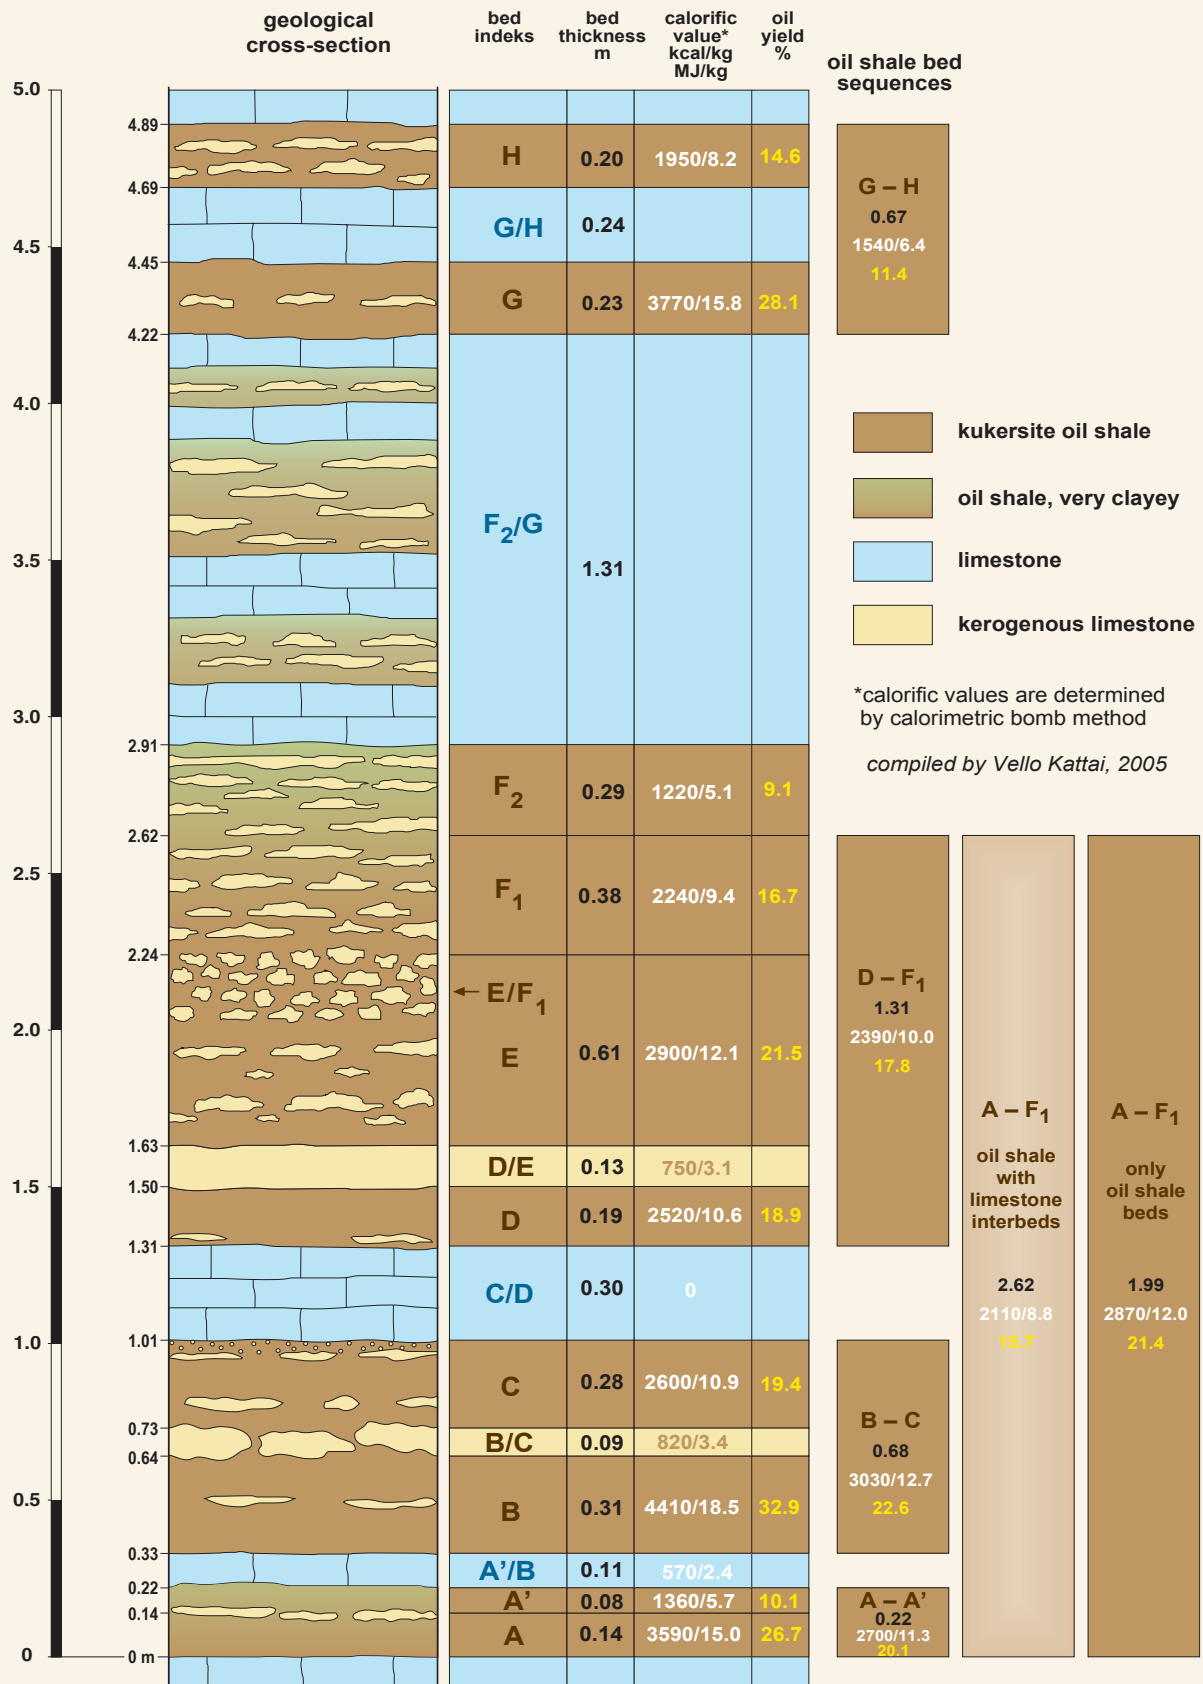 geological
cross-section
bed
indeks
bed
thickness
m
calorific
value*
kcal/kg
MJ/kg
oil
yield
%
oil shale bed
sequences
5.0
4.5
4.0
3.5
3.0
2.5
2.0
1.5
1.0
0.5
0
4.89
4.69
4.45
4.22
2.91
2.62
2.24
1.63
1.50
1.31
1.01
0.73
0.64
0.33
0.22
0.14
0 m
H 0.20 1950/8.2 14.6
G/H 0.24
G 0.23 3770/15.8 28.1
F2/G 1.31
F2 0.29 1220/5.1 9.1
F1 0.38 2240/9.4 16.7
E/F1
E 0.61 2900/12.1 21.5
D/E 0.13 750/3.1
D 0.19 2520/10.6 18.9
C/D 0.30 0
C 0.28 2600/10.9 19.4
B/C 0.09 820/3.4
B 0.31 4410/18.5 32.9
A'/B 0.11 570/2.4
A' 0.08 1360/5.7 10.1
A 0.14 3590/15.0 26.7
G – H
0.67
1540/6.4
11.4
kukersite oil shale
oil shale, very clayey
limestone
kerogenous limestone
*calorific values are determined
by calorimetric bomb method
compiled by Vello Kattai, 2005
D – F1
1.31
2390/10.0
17.8
B – C
0.68
3030/12.7
22.6
A – A'
0.22
2700/11.3
20.1
A – F1
oil shale
with
limestone
interbeds
2.62
2110/8.8
15.7
A – F1
only
oil shale
beds
1.99
2870/12.0
21.4